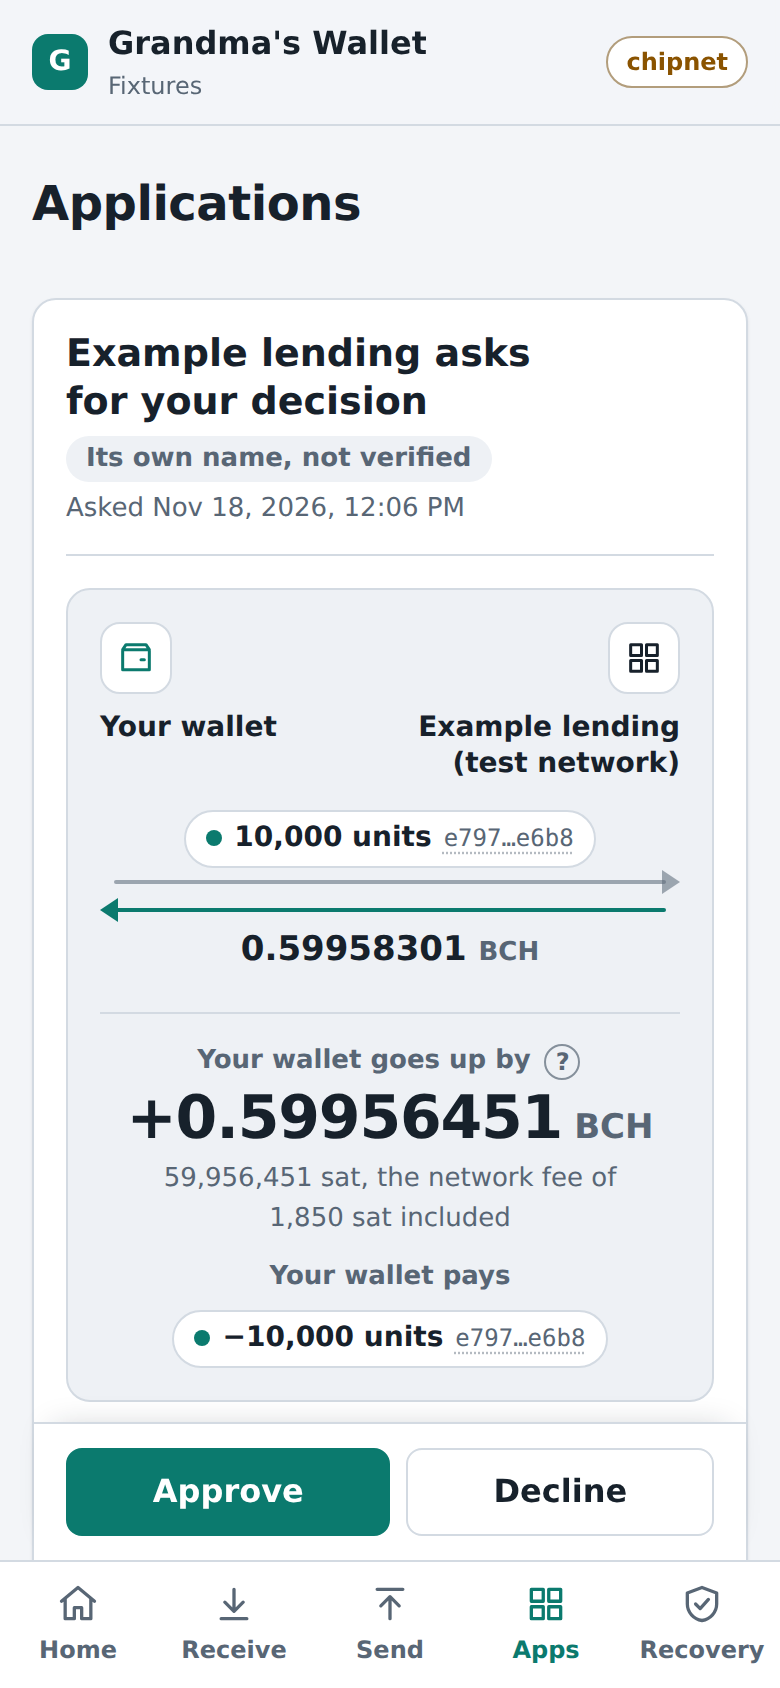 G
Grandma's Wallet
Fixtures
chipnet
Applications
Example lending asks
for your decision
Its own name, not verified
Asked Nov 18, 2026, 12:06 PM
Your wallet
Example lending
(test network)
10,000 units e797…e6b8
0.59958301 BCH
Your wallet goes up by ?
+0.59956451 BCH
59,956,451 sat, the network fee of
1,850 sat included
Your wallet pays
−10,000 units e797…e6b8
Approve
Decline
Home
Receive
Send
Apps
Recovery